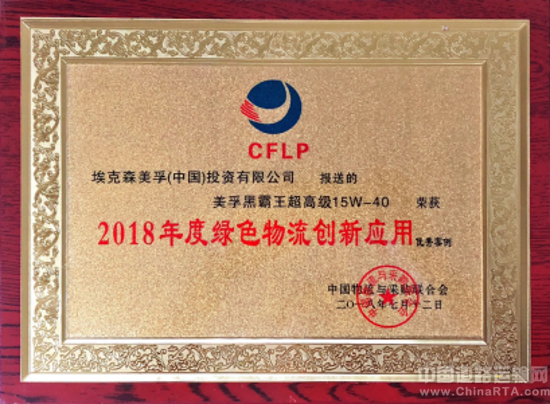 CFLP
埃克森美孚(中国)投资有限公司 报送的
美孚黑霸王超高级15W-40 荣获
2018年度绿色物流创新应用优秀案例
中国物流与采购联合会
二〇一八年七月十二日
中国道路运输网
www.ChinaRTA.com